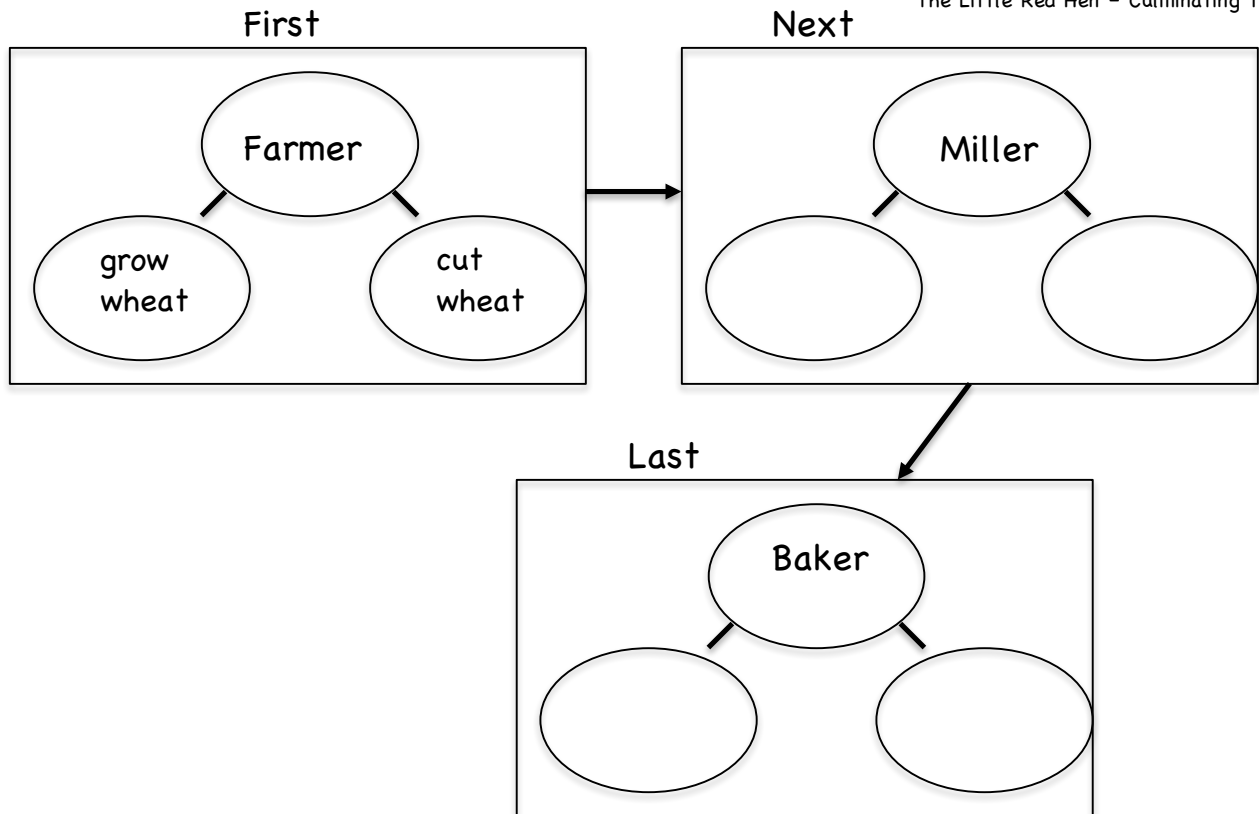 The Little Red Hen – Culminating T
First
Farmer
grow
wheat
cut
wheat
Next
Miller
Last
Baker